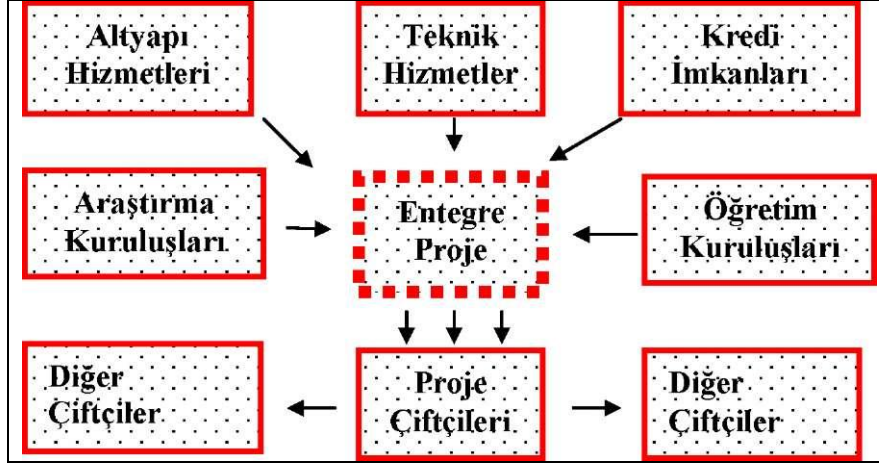 Altyapı
Hizmetleri
Teknik
Hizmetler
Kredi
İmkanları
Araştırma
Kuruluşları
Entegre
Proje
Öğretim
Kuruluşları
Diğer
Çiftçiler
Proje
Çiftçileri
Diğer
Çiftçiler